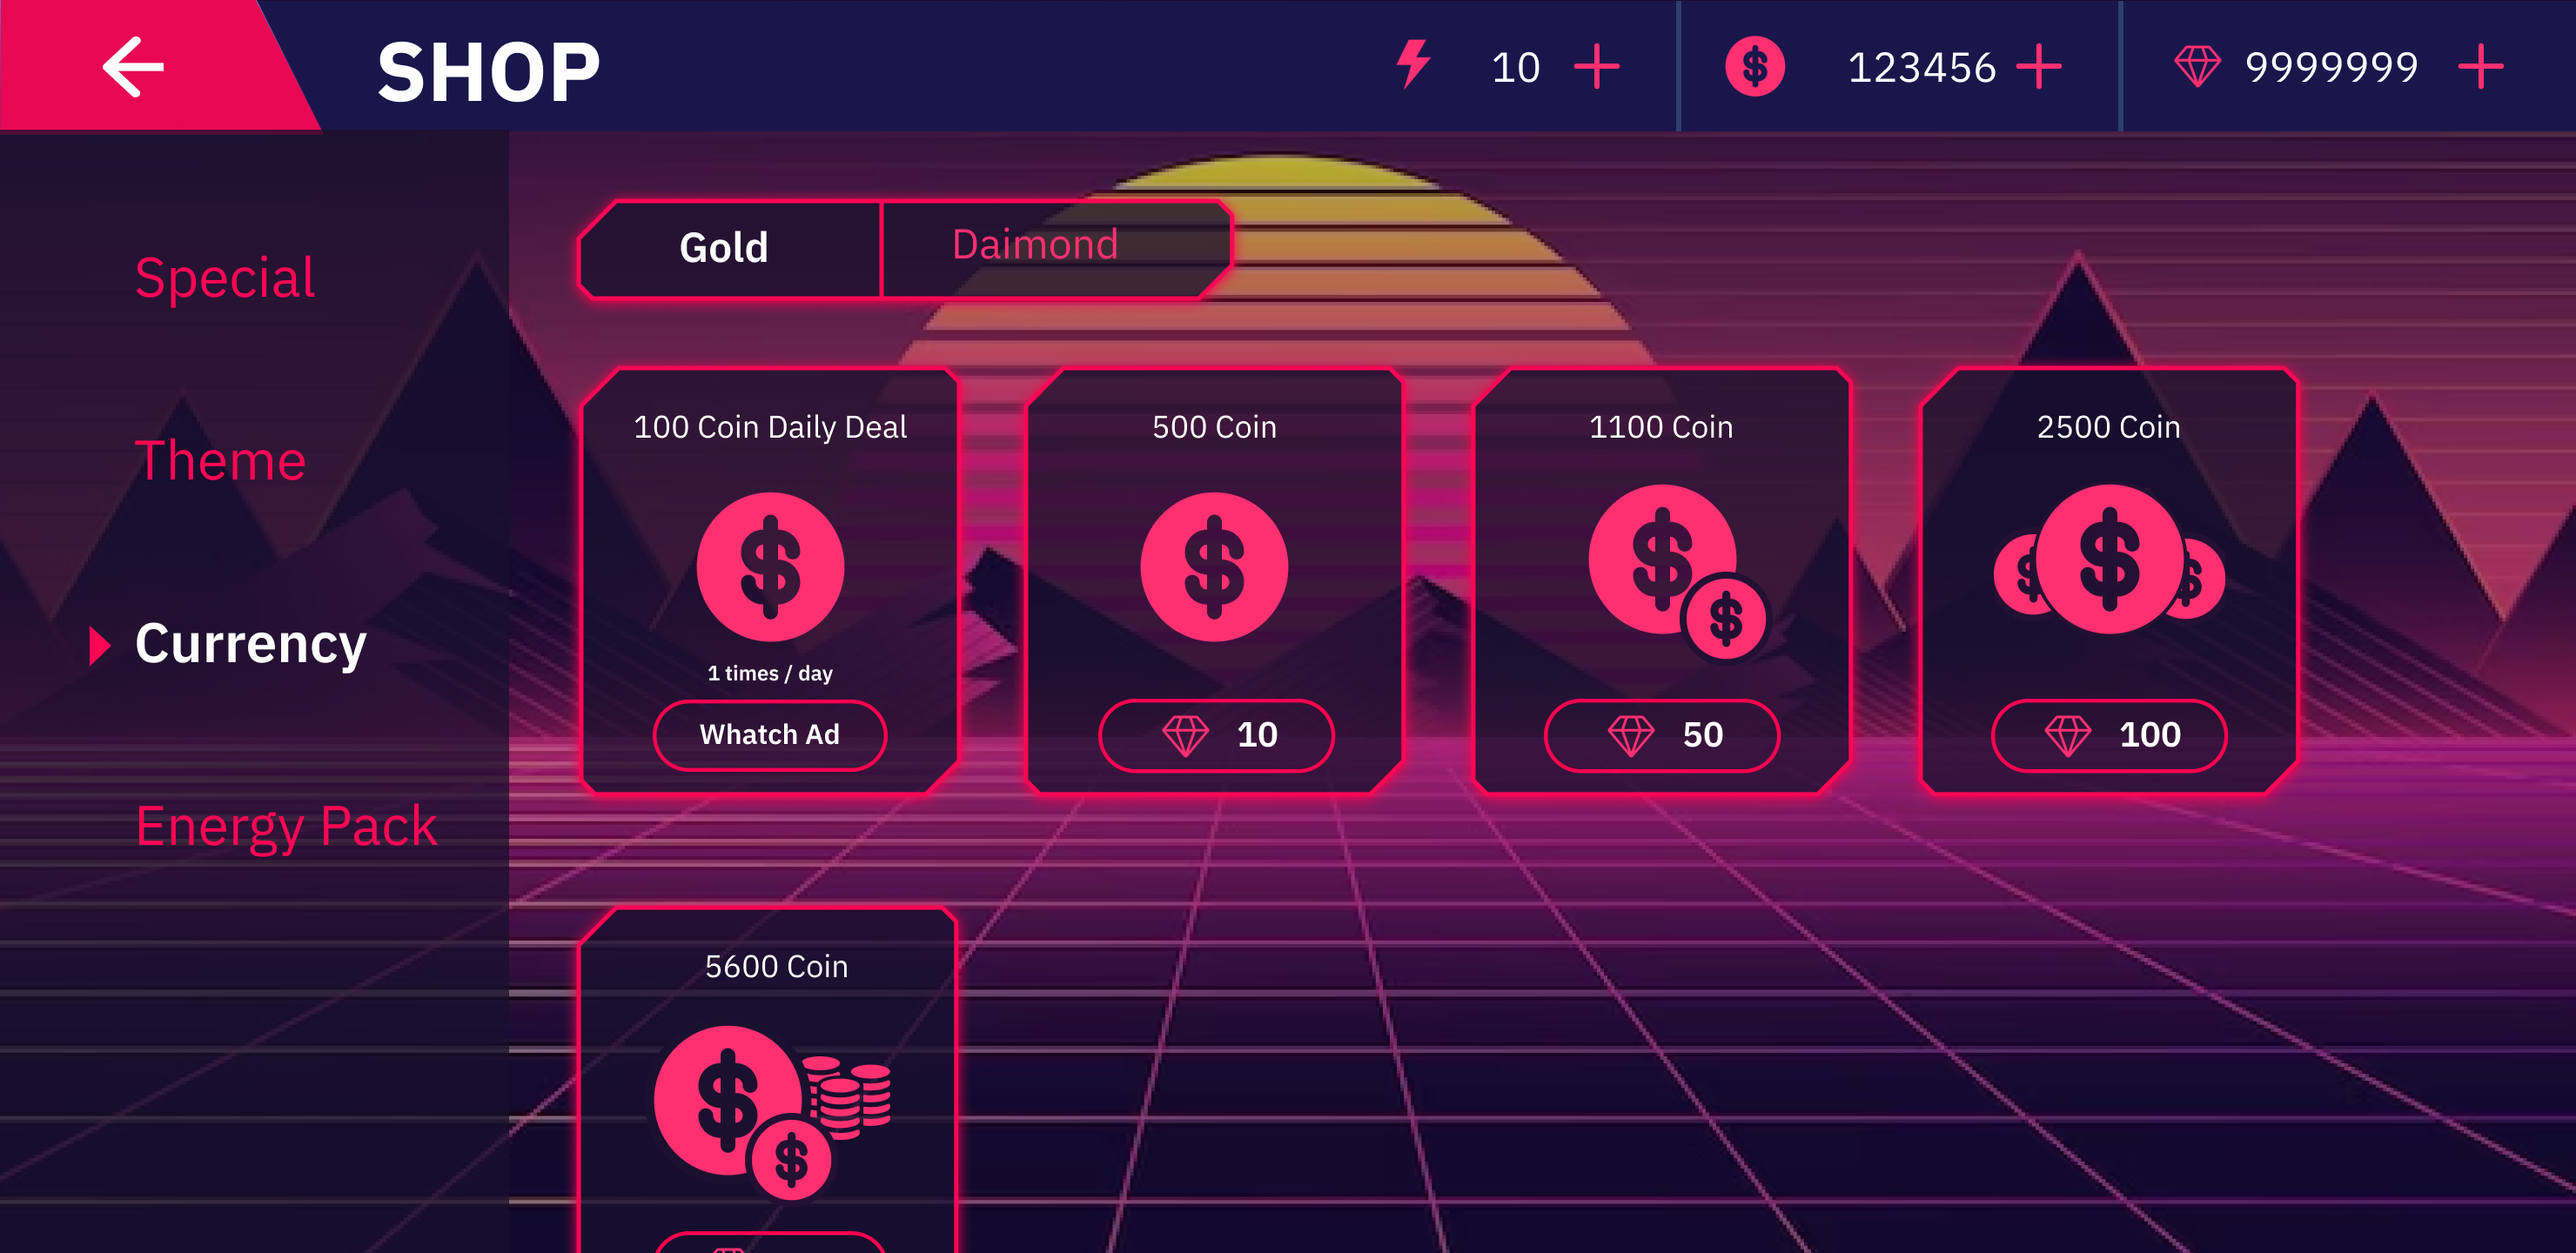 SHOP
10
123456
9999999
Special
Theme
Currency
Energy Pack
Gold
Daimond
100 Coin Daily Deal
1 times / day
Whatch Ad
500 Coin
10
1100 Coin
50
2500 Coin
100
5600 Coin